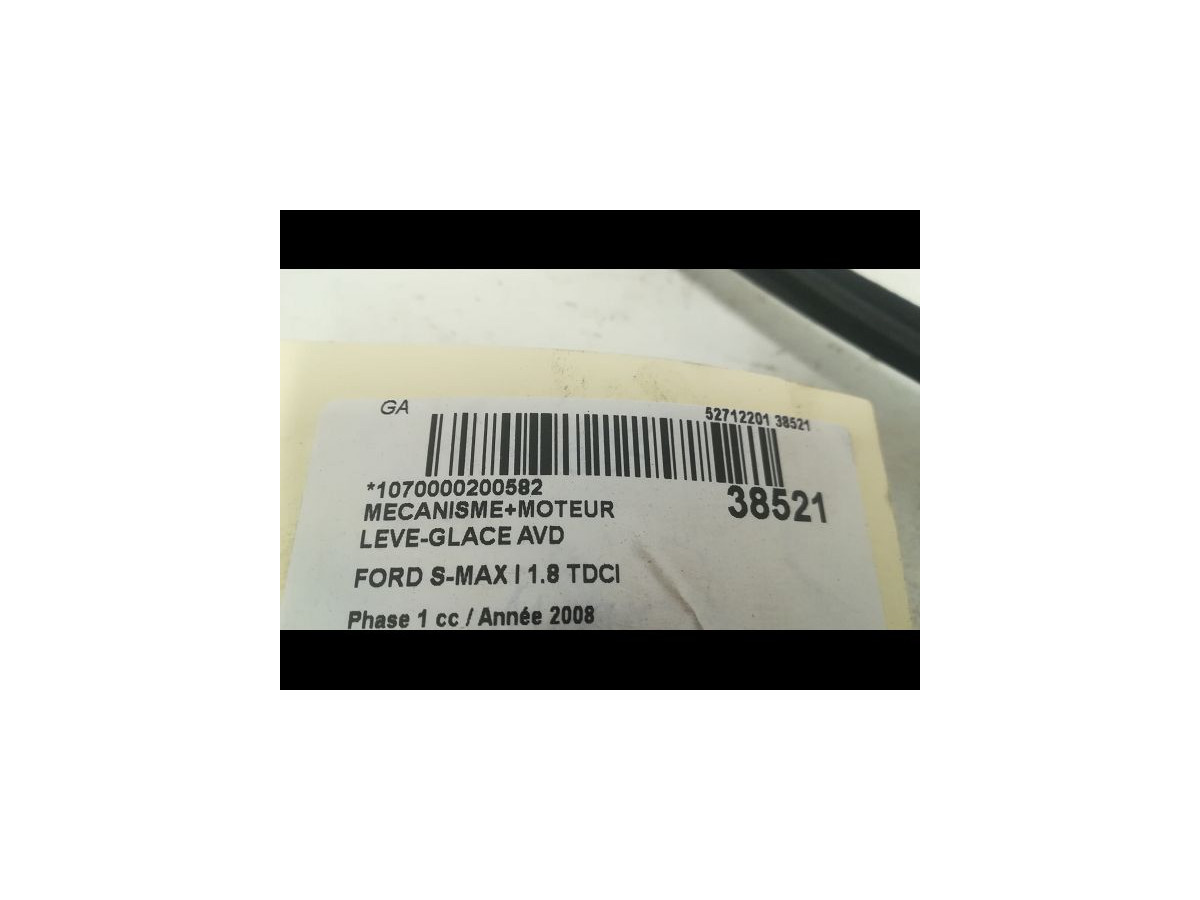 GA
52712201 38521
*1070000200582
38521
MECANISME+MOTEUR
LEVE-GLACE AVD
FORD S-MAX I 1.8 TDCI
Phase 1 cc / Année 2008